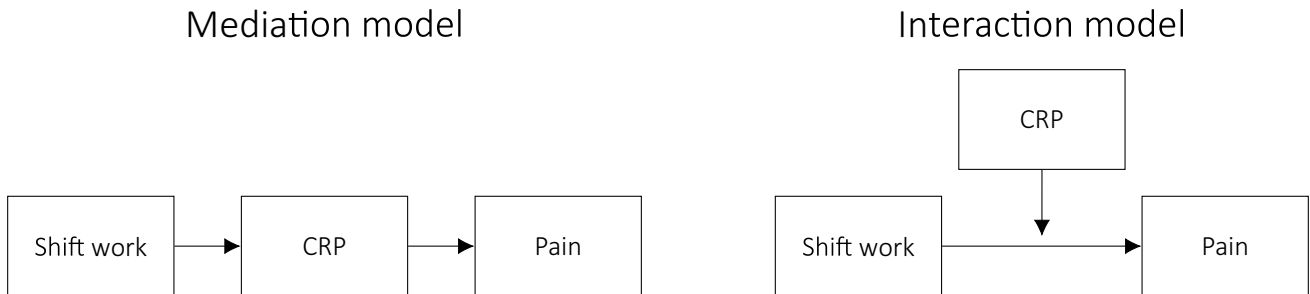 Mediation model
Shift work
CRP
Pain
Interaction model
CRP
Shift work
Pain